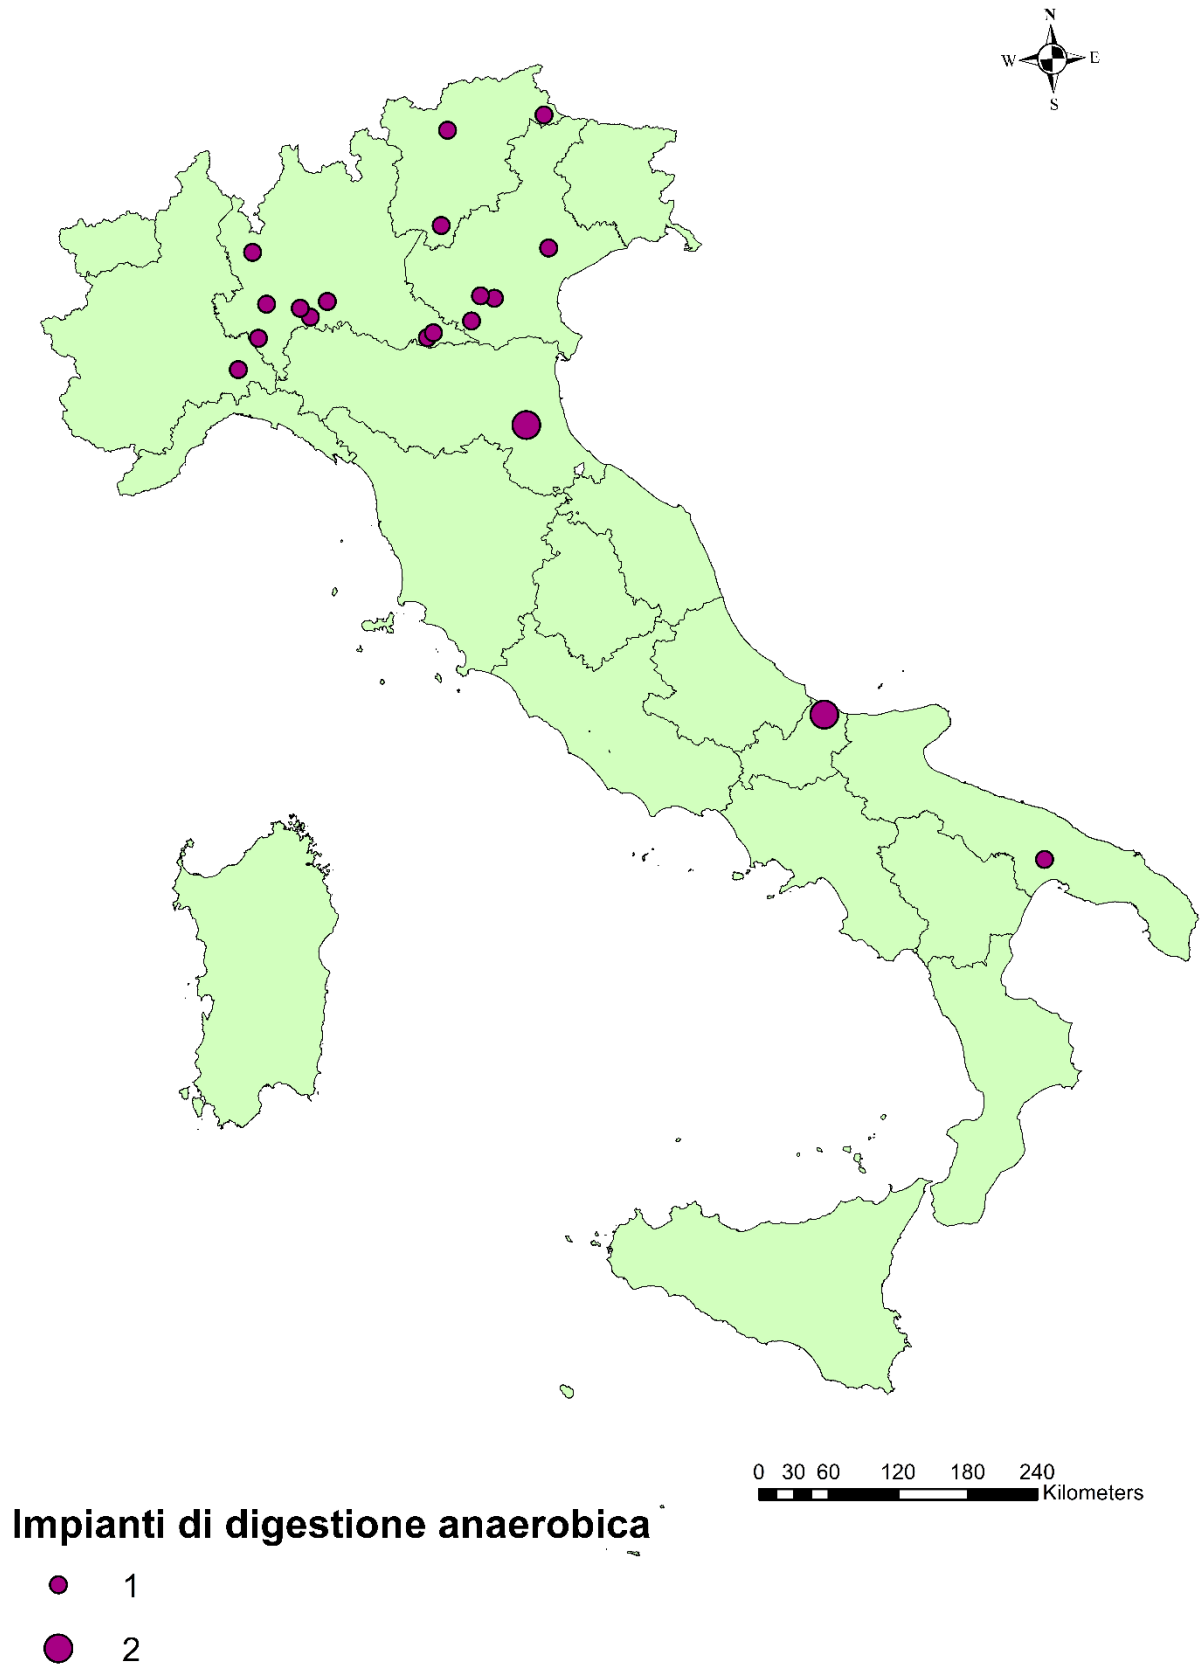 N
W E
S
0 30 60 120 180 240
Kilometers
Impianti di digestione anaerobica
1
2